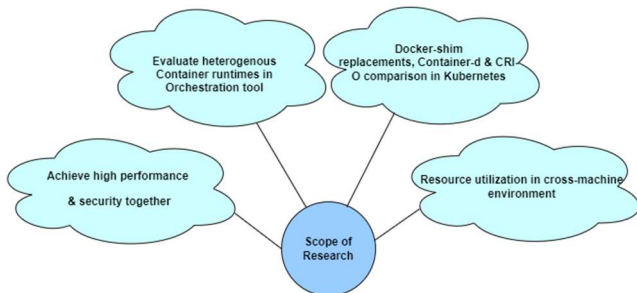 Evaluate heterogenous
Container runtimes in
Orchestration tool
Docker-shim
replacements, Container-d & CRI
O comparison in Kubernetes
Achieve high performance
& security together
Resource utilization in cross-machine
environment
Scope of
Research